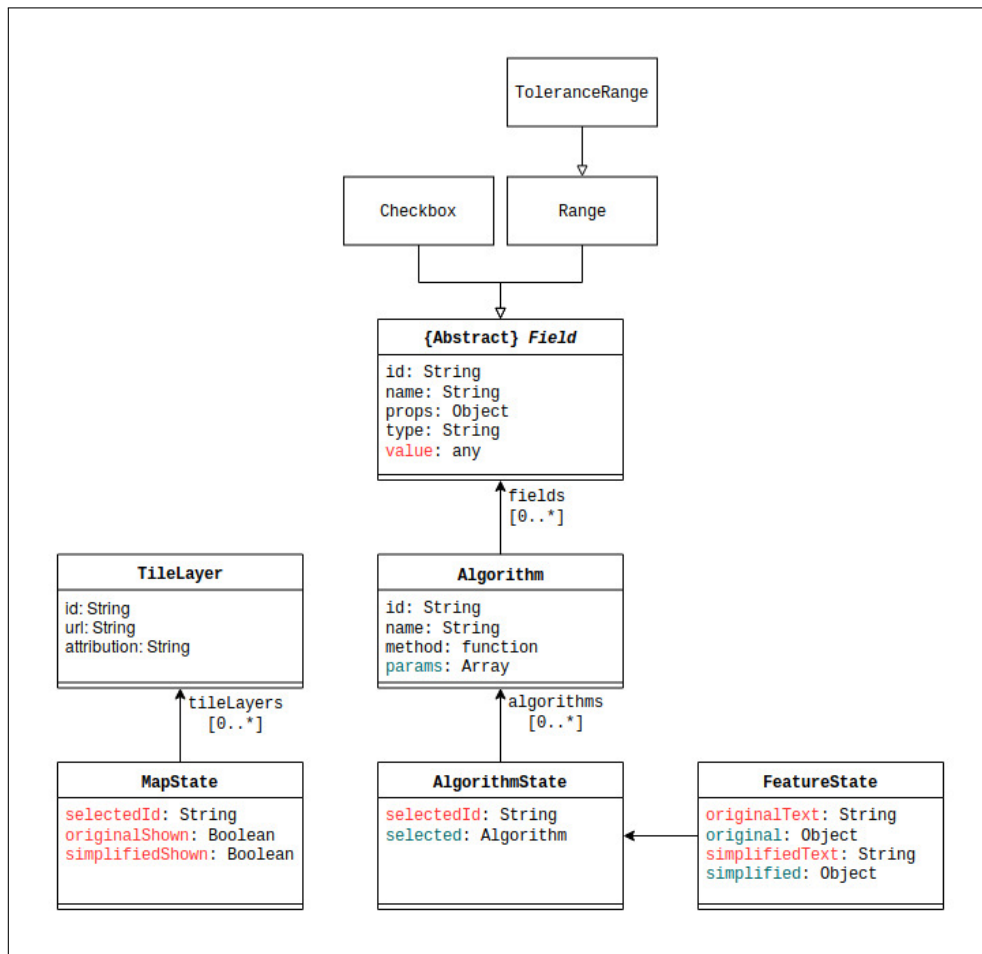 ToleranceRange
Checkbox
Range
{Abstract} Field
id: String
name: String
props: Object
type: String
value: any
fields
[0..*]
TileLayer
id: String
url: String
attribution: String
Algorithm
id: String
name: String
method: function
params: Array
tileLayers
[0..*]
algorithms
[0..*]
MapState
selectedId: String
originalShown: Boolean
simplifiedShown: Boolean
AlgorithmState
selectedId: String
selected: Algorithm
FeatureState
originalText: String
original: Object
simplifiedText: String
simplified: Object